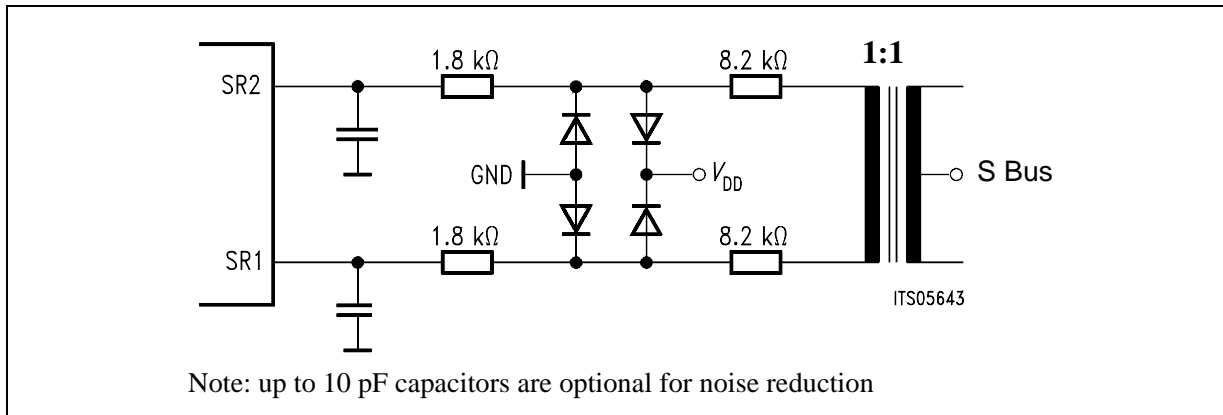 1.8 kΩ 8.2 kΩ 1:1
SR2
GND V_DD S Bus
1.8 kΩ 8.2 kΩ
SR1
ITS05643
Note: up to 10 pF capacitors are optional for noise reduction